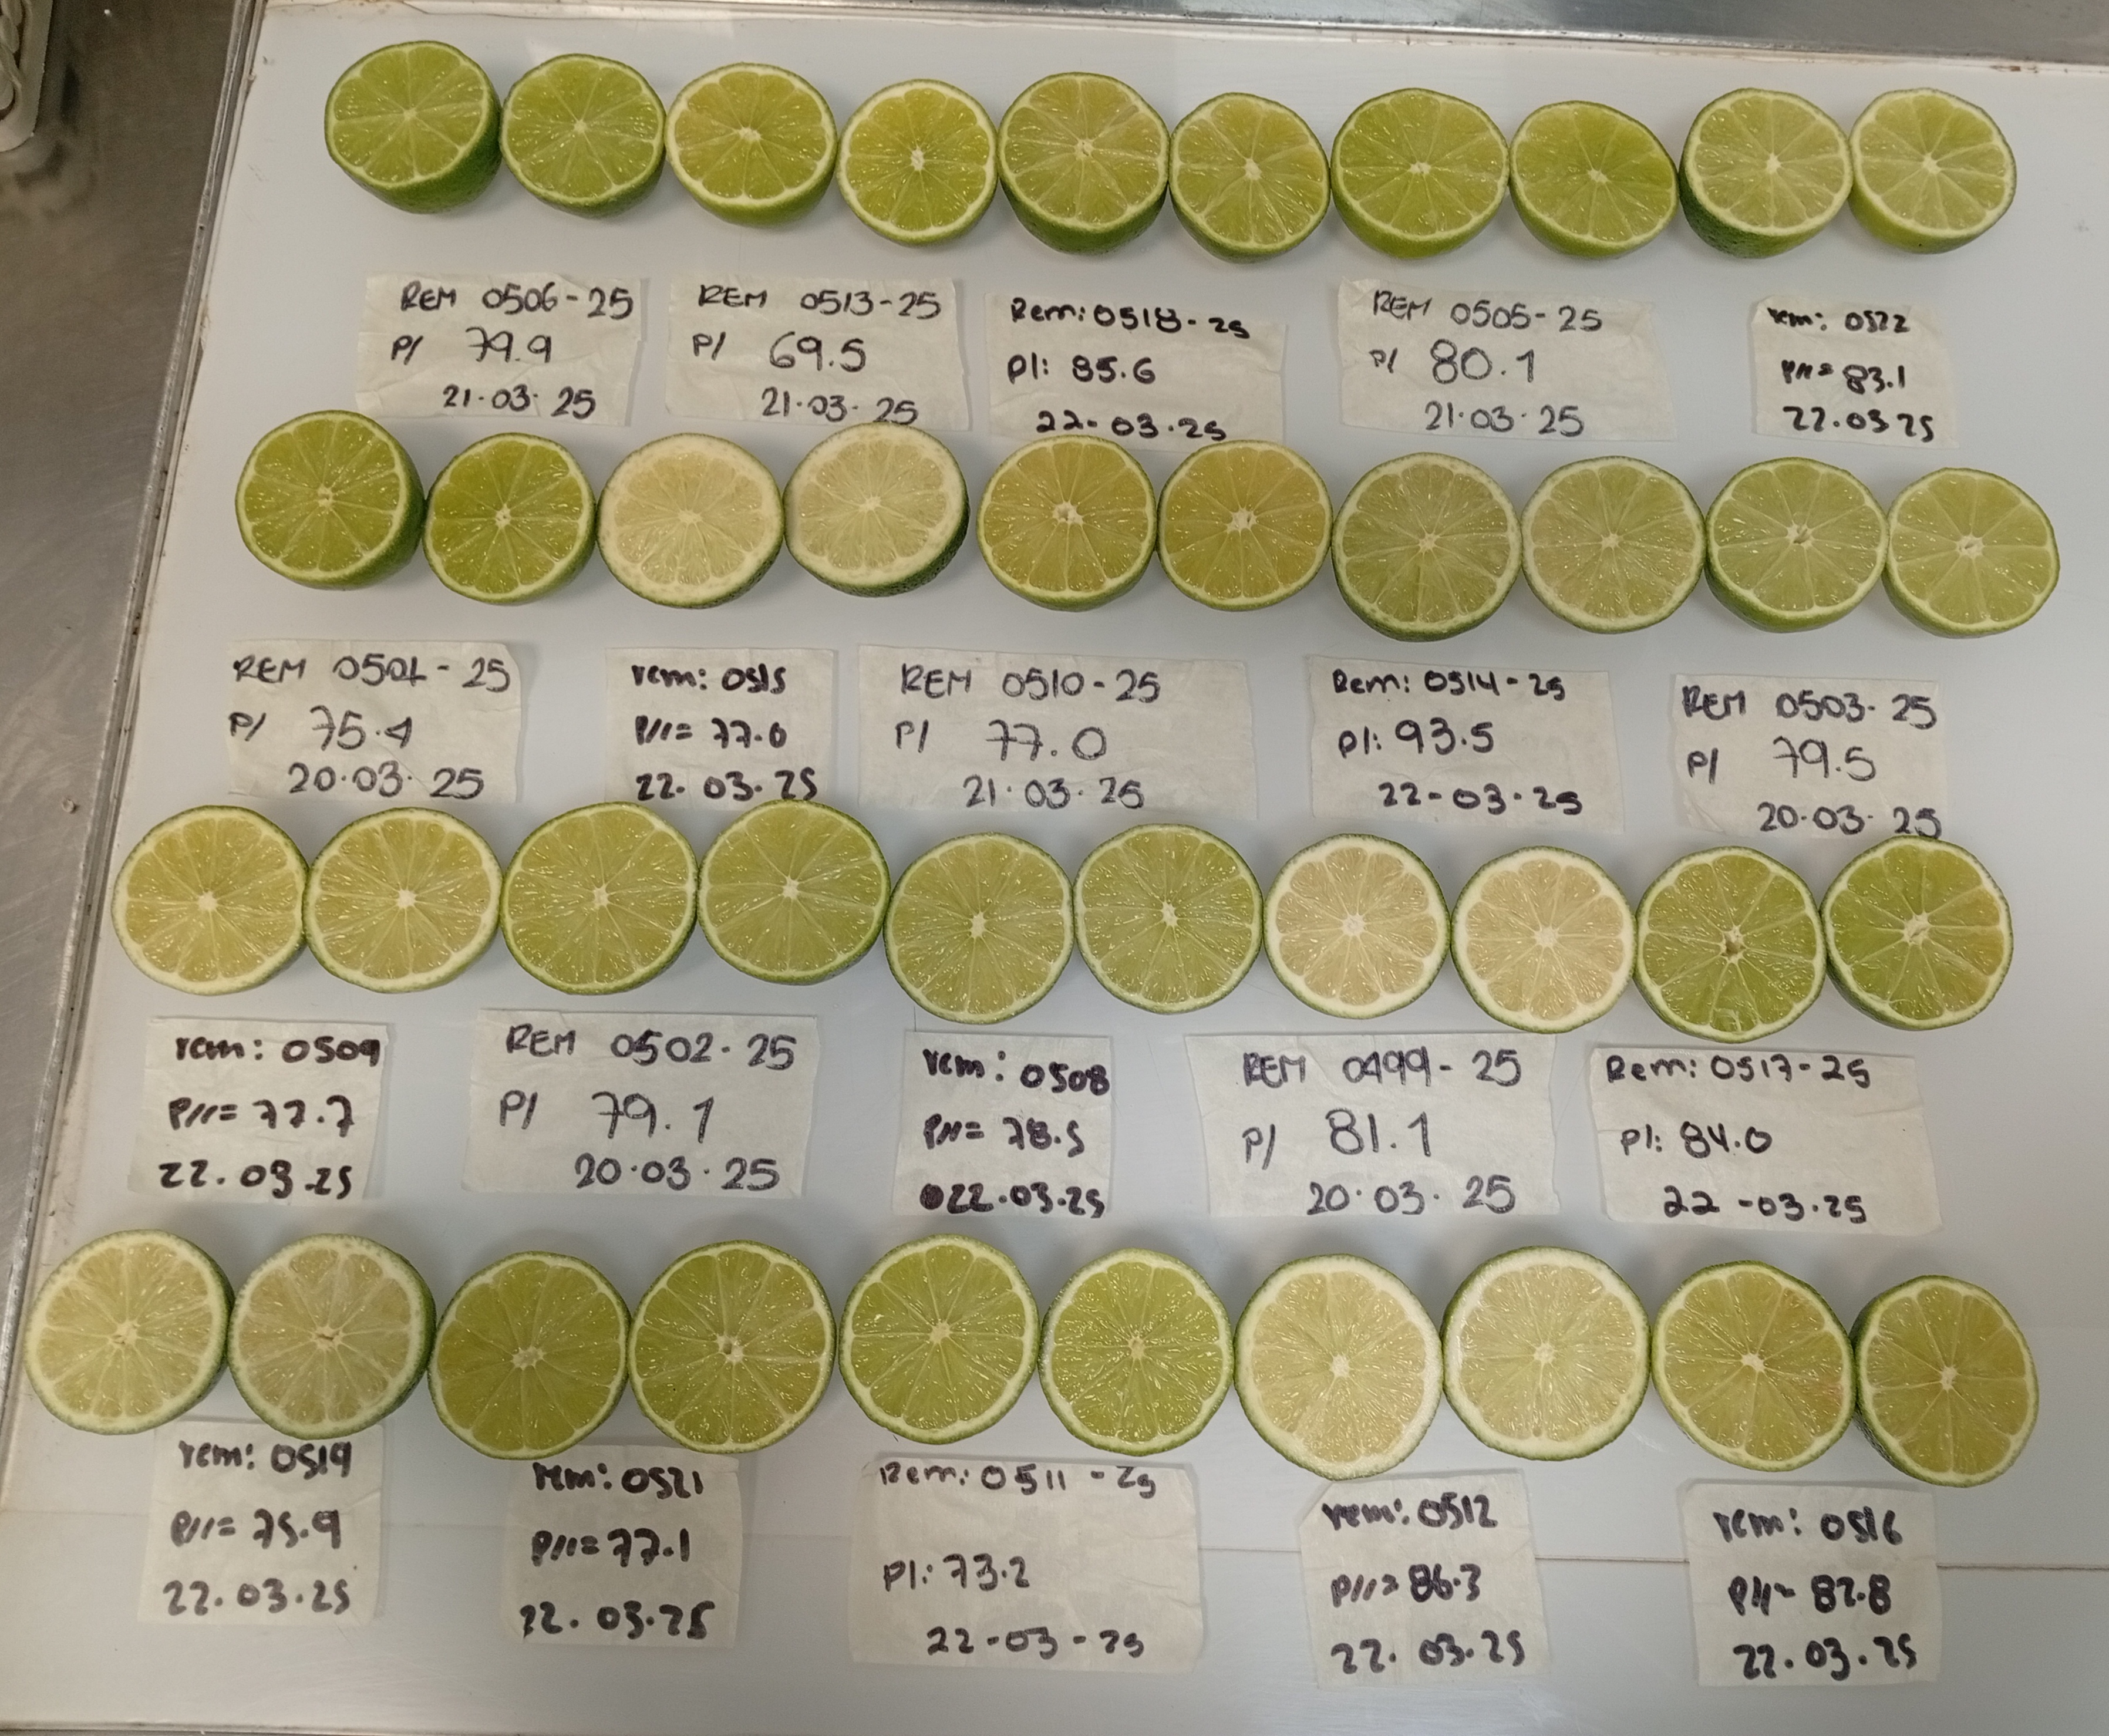 REM 0506-25
P/ 79.9
21.03.25
REM 0513-25
P/ 69.5
21.03.25
Rem: 0518-25
Pl: 85.6
22-03.25
REM 0505-25
P/ 80.1
21.03.25
rem: 0522
P//= 83.1
22.03.25
REM 0501-25
P/ 75.4
20.03.25
rem: 0515
P//= 77.0
22.03.25
REM 0510-25
P/ 77.0
21.03.25
Rem: 0514-25
Pl: 93.5
22-03.25
REM 0503-25
P/ 79.5
20.03.25
rem: 0509
P//= 77.7
22.03.25
REM 0502-25
P/ 79.1
20.03.25
rem: 0508
P//= 78.5
22.03.25
REM 0499-25
P/ 81.1
20.03.25
Rem: 0517-25
Pl: 84.0
22-03.25
rem: 0519
P//= 75.9
22.03.25
rem: 0521
P//= 77.1
22.03.25
Rem: 0511-25
Pl: 73.2
22-03-25
rem: 0512
P//= 86.3
22.03.25
rem: 0516
P//= 82.8
22.03.25